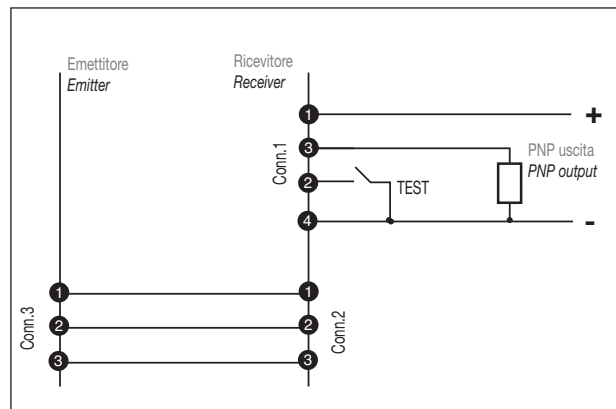 Emettitore
Emitter
Ricevitore
Receiver
1
+
3
PNP uscita
PNP output
Conn.1
2
TEST
4
-
1
1
Conn.3
2
2
Conn.2
3
3